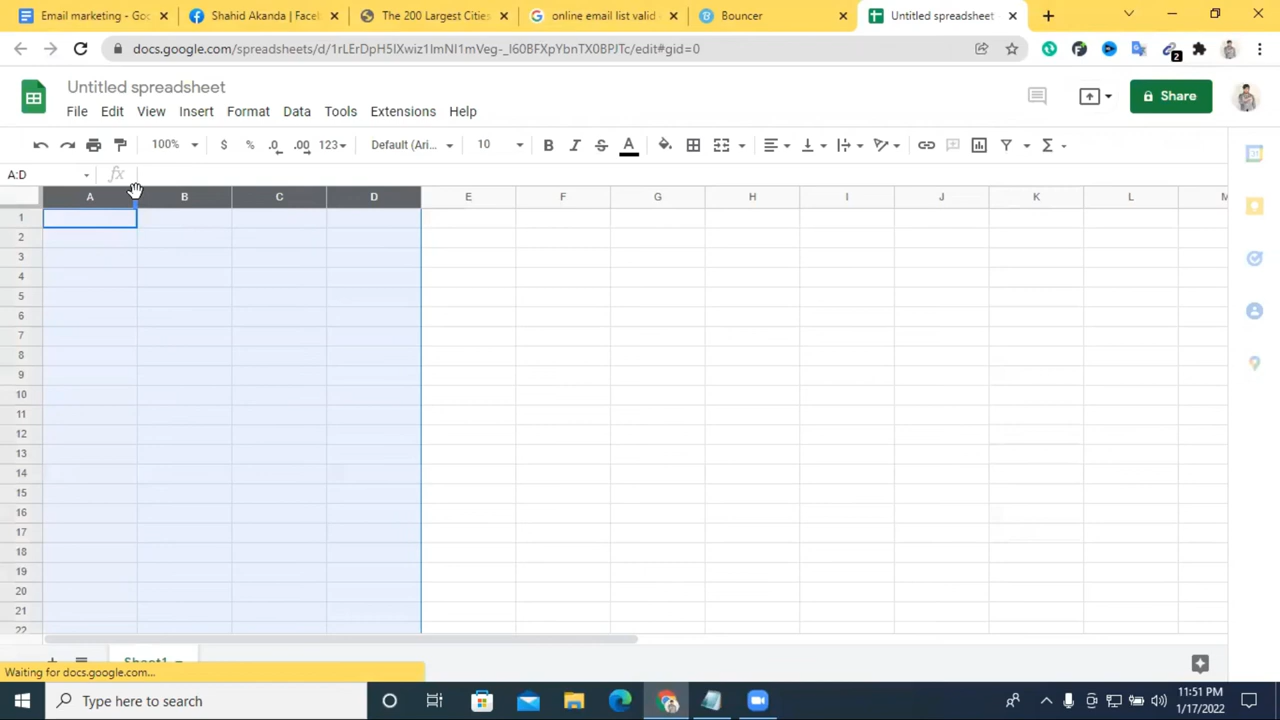 Email marketing - Goo
Shahid Akanda | Face
The 200 Largest Cities
online email list valid
Bouncer
Untitled spreadsheet
docs.google.com/spreadsheets/d/1rLErDpH5IXwiz1ImNI1mVeg-_I60BFXpYbnTX0BPJTc/edit#gid=0
2
Untitled spreadsheet
File Edit View Insert Format Data Tools Extensions Help
Share
100% $ % .0 .00 123 Default (Ari... 10 B I S A Σ
A:D fx
A B C D E F G H I J K L M
1
2
3
4
5
6
7
8
9
10
11
12
13
14
15
16
17
18
19
20
21
22
Sheet1
Waiting for docs.google.com...
Type here to search
11:51 PM
1/17/2022